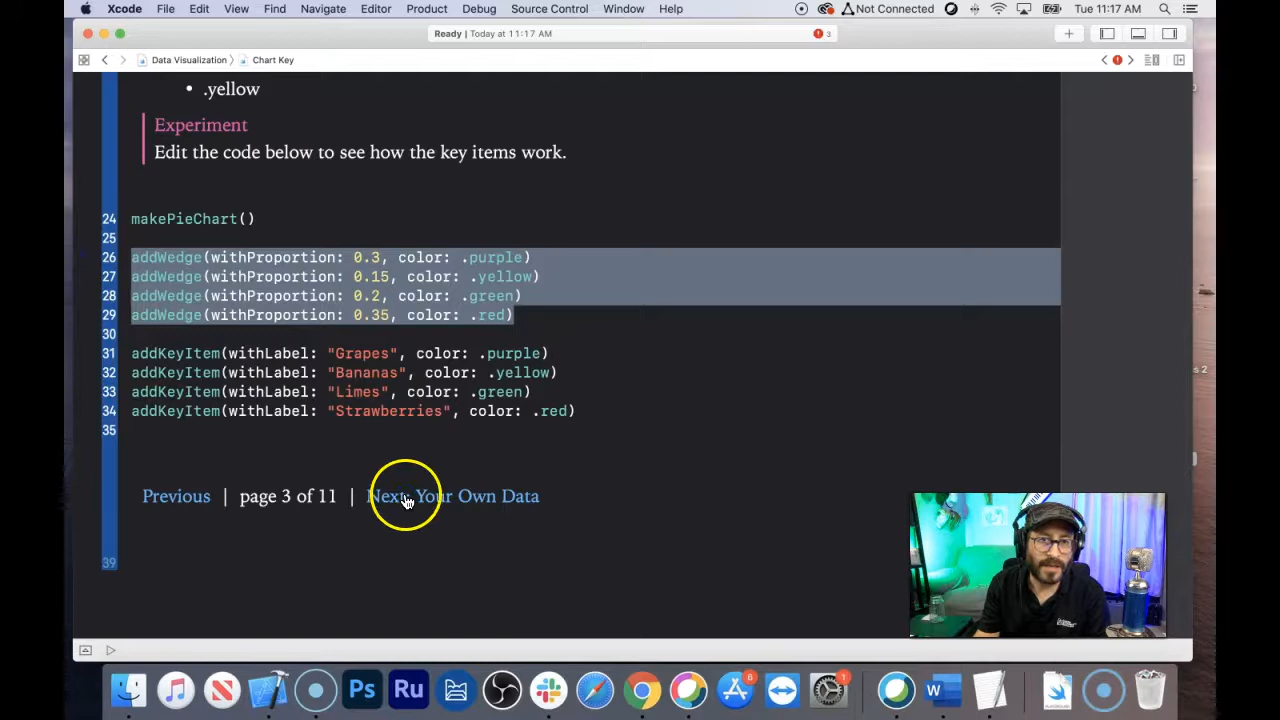 Xcode File Edit View Find Navigate Editor Product Debug Source Control Window Help Not Connected Tue 11:17 AM
Ready | Today at 11:17 AM 3
Data Visualization Chart Key
• .yellow
Experiment
Edit the code below to see how the key items work.
24 makePieChart()
25
26 addWedge(withProportion: 0.3, color: .purple)
27 addWedge(withProportion: 0.15, color: .yellow)
28 addWedge(withProportion: 0.2, color: .green)
29 addWedge(withProportion: 0.35, color: .red)
30
31 addKeyItem(withLabel: "Grapes", color: .purple)
32 addKeyItem(withLabel: "Bananas", color: .yellow)
33 addKeyItem(withLabel: "Limes", color: .green)
34 addKeyItem(withLabel: "Strawberries", color: .red)
35
Previous | page 3 of 11 | Next: Your Own Data
39
Ps Ru 6 W 1